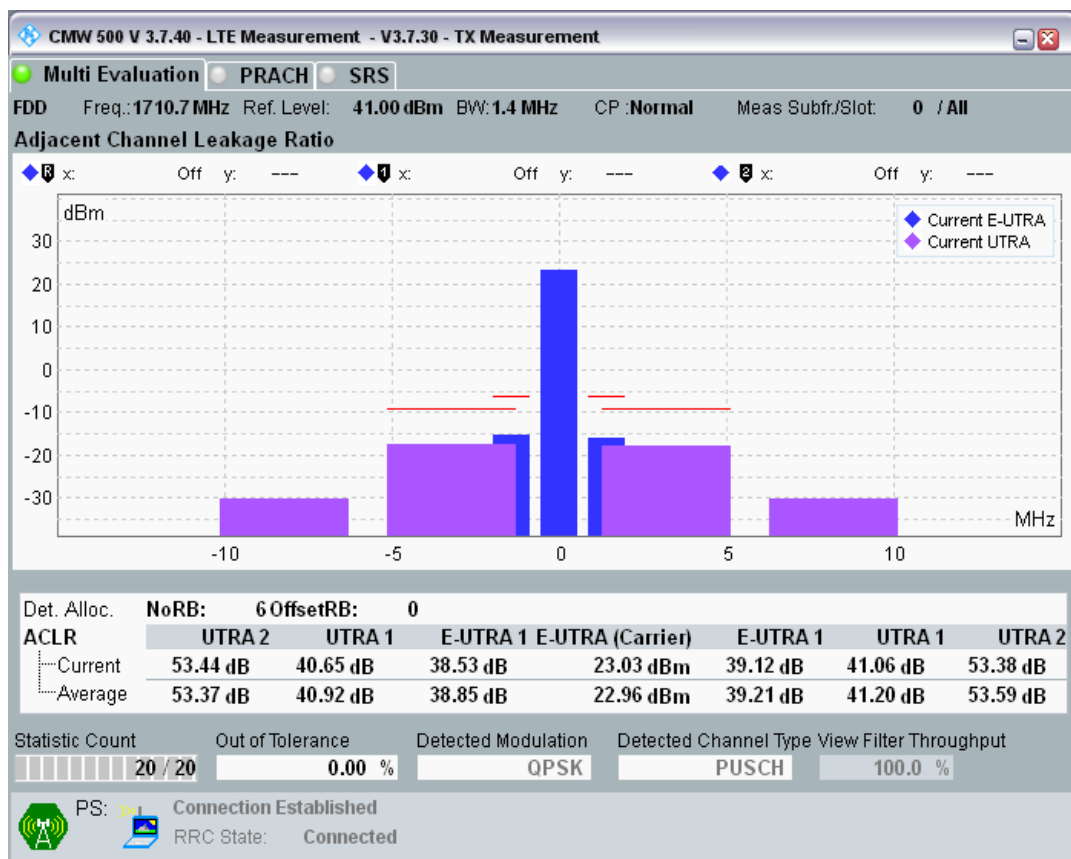 CMW 500 V 3.7.40 - LTE Measurement - V3.7.30 - TX Measurement
Multi Evaluation PRACH SRS
FDD Freq.: 1710.7 MHz Ref. Level: 41.00 dBm BW: 1.4 MHz CP : Normal Meas Subfr./Slot: 0 / All
Adjacent Channel Leakage Ratio
R x: Off y: --- 1 x: Off y: --- 2 x: Off y: ---
dBm
Current E-UTRA
Current UTRA
30
20
10
0
-10
-20
-30
MHz
-10 -5 0 5 10
Det. Alloc. NoRB: 6 OffsetRB: 0
ACLR UTRA 2 UTRA 1 E-UTRA 1 E-UTRA (Carrier) E-UTRA 1 UTRA 1 UTRA 2
Current 53.44 dB 40.65 dB 38.53 dB 23.03 dBm 39.12 dB 41.06 dB 53.38 dB
Average 53.37 dB 40.92 dB 38.85 dB 22.96 dBm 39.21 dB 41.20 dB 53.59 dB
Statistic Count Out of Tolerance Detected Modulation Detected Channel Type View Filter Throughput
20 / 20 0.00 % QPSK PUSCH 100.0 %
PS: Connection Established
RRC State: Connected